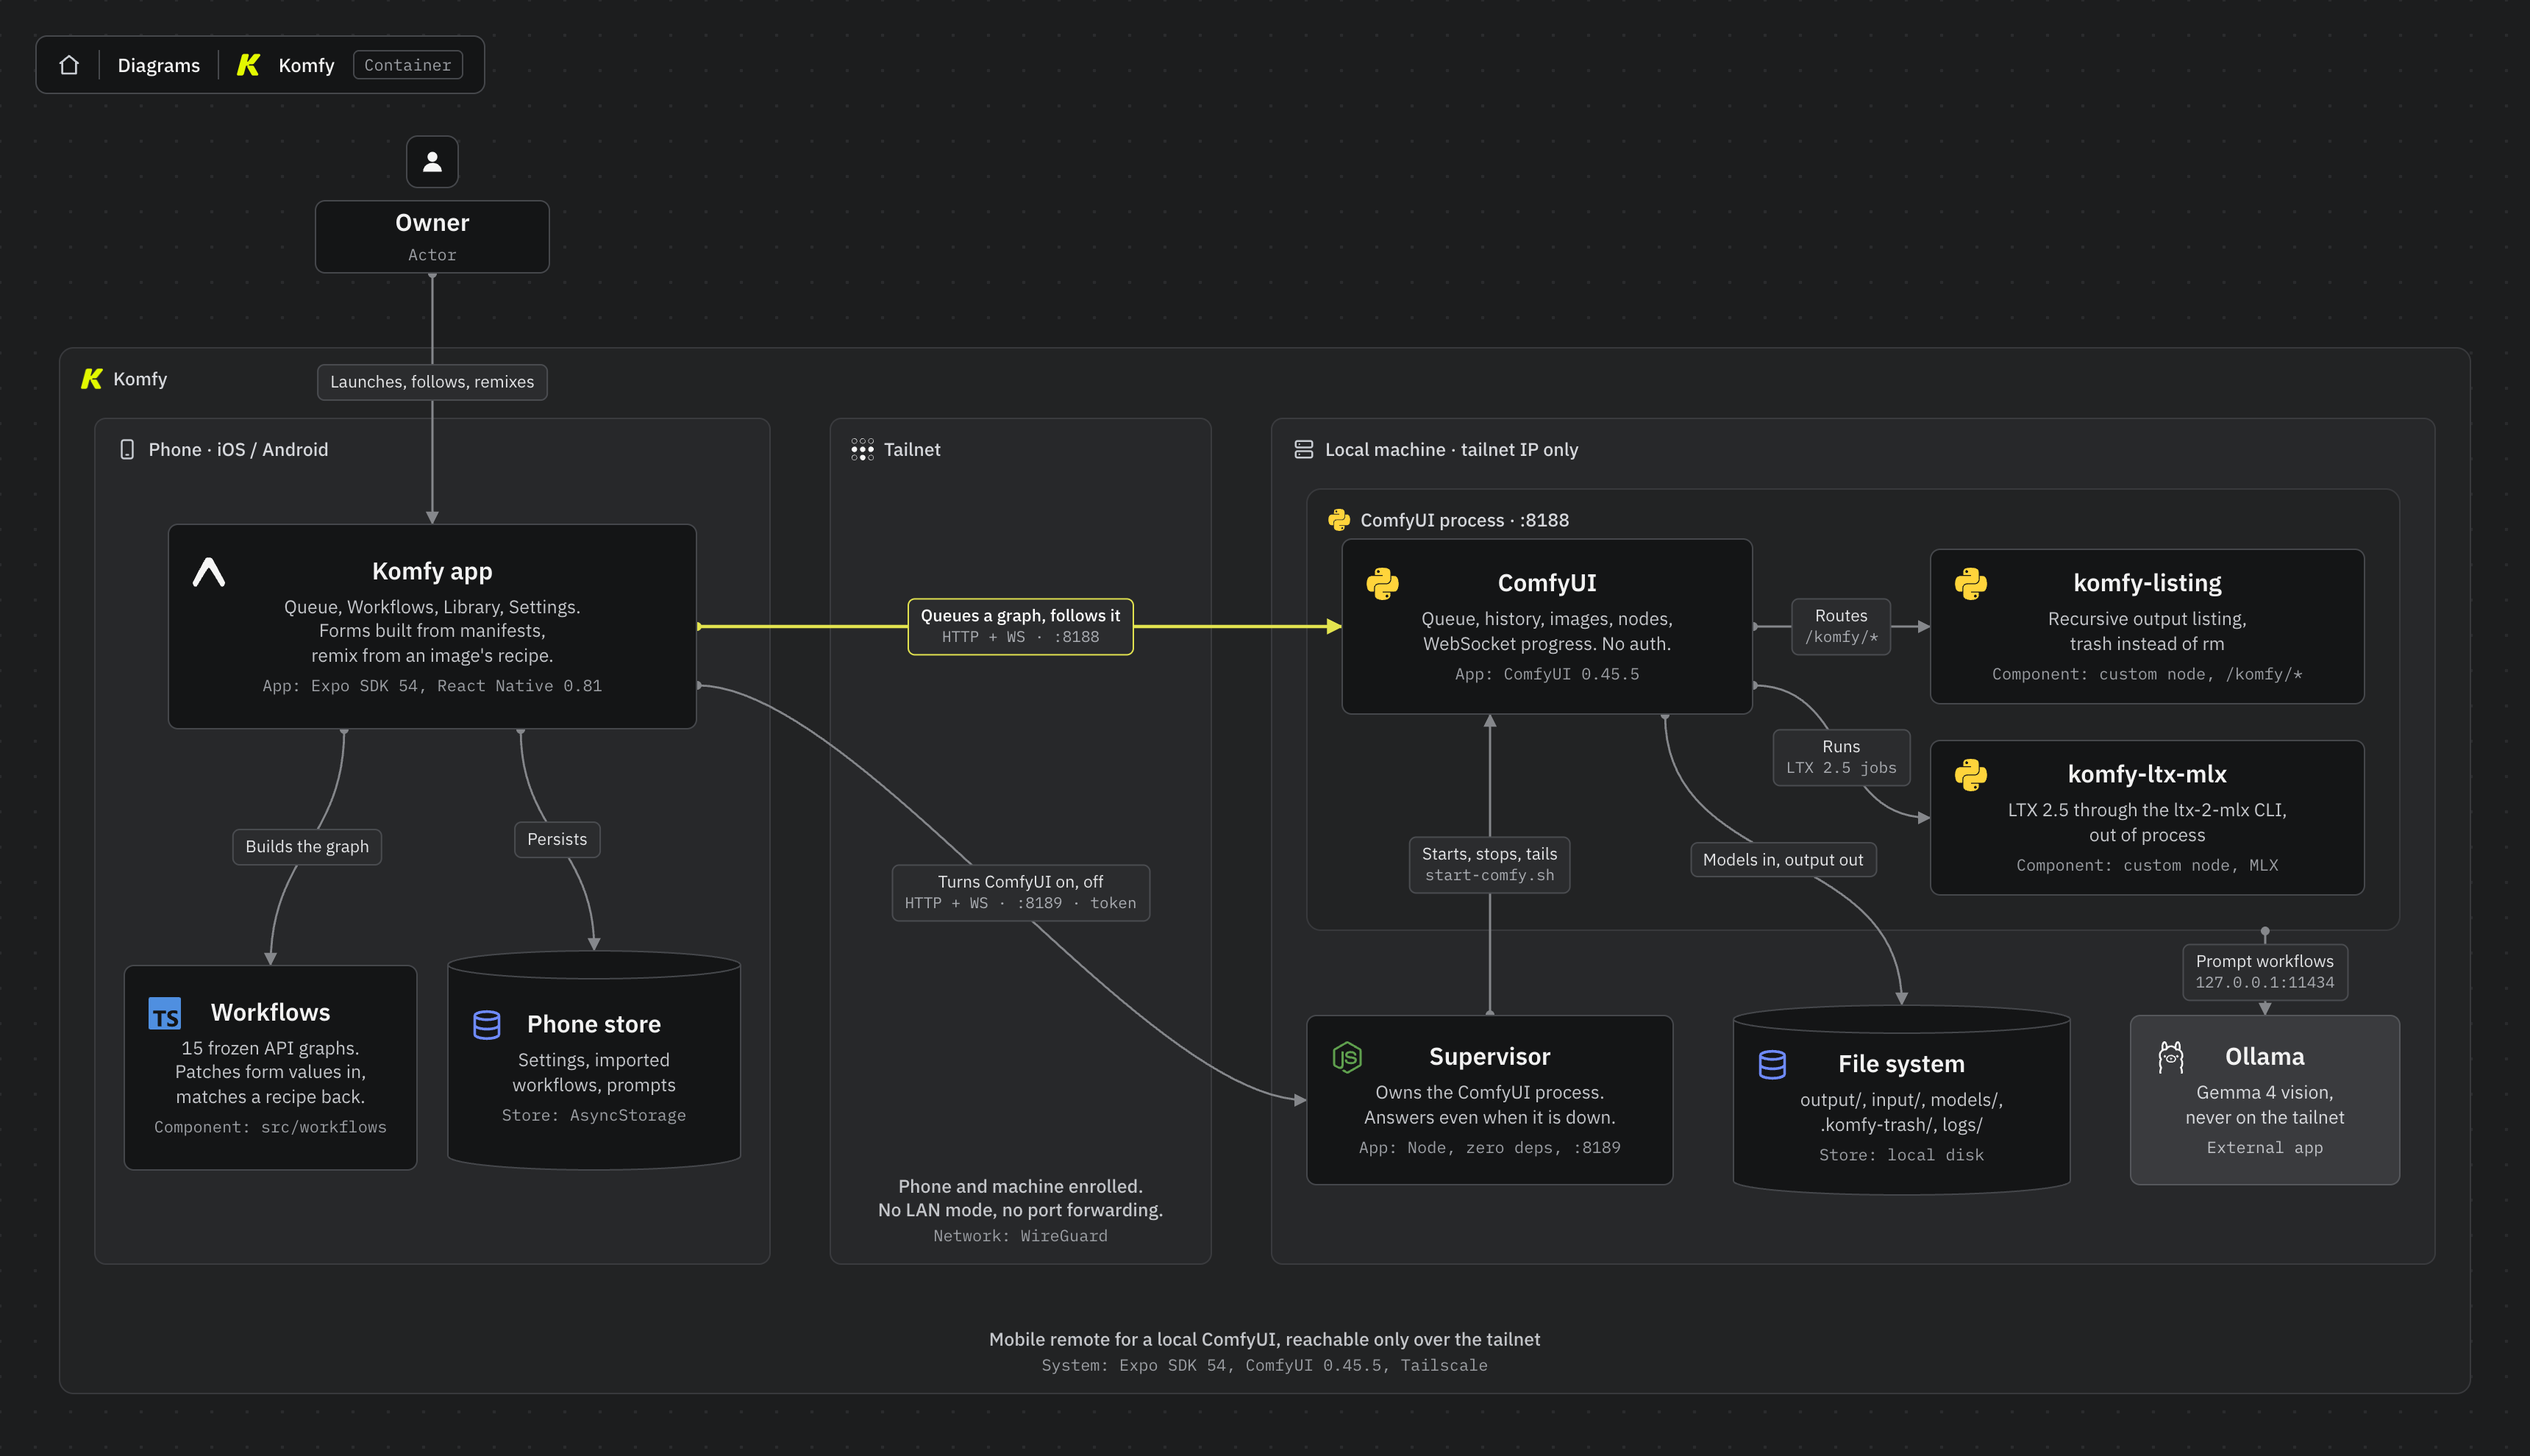 Diagrams
Komfy
Container
Owner
Actor
Launches, follows, remixes
Komfy
Phone · iOS / Android
Komfy app
Queue, Workflows, Library, Settings.
Forms built from manifests,
remix from an image's recipe.
App: Expo SDK 54, React Native 0.81
Builds the graph
Persists
TS
Workflows
15 frozen API graphs.
Patches form values in,
matches a recipe back.
Component: src/workflows
Phone store
Settings, imported
workflows, prompts
Store: AsyncStorage
Tailnet
Queues a graph, follows it
HTTP + WS · :8188
Turns ComfyUI on, off
HTTP + WS · :8189 · token
Phone and machine enrolled.
No LAN mode, no port forwarding.
Network: WireGuard
Local machine · tailnet IP only
ComfyUI process · :8188
ComfyUI
Queue, history, images, nodes,
WebSocket progress. No auth.
App: ComfyUI 0.45.5
Routes
/komfy/*
komfy-listing
Recursive output listing,
trash instead of rm
Component: custom node, /komfy/*
Runs
LTX 2.5 jobs
komfy-ltx-mlx
LTX 2.5 through the ltx-2-mlx CLI,
out of process
Component: custom node, MLX
Starts, stops, tails
start-comfy.sh
Models in, output out
Prompt workflows
127.0.0.1:11434
JS
Supervisor
Owns the ComfyUI process.
Answers even when it is down.
App: Node, zero deps, :8189
File system
output/, input/, models/,
.komfy-trash/, logs/
Store: local disk
Ollama
Gemma 4 vision,
never on the tailnet
External app
Mobile remote for a local ComfyUI, reachable only over the tailnet
System: Expo SDK 54, ComfyUI 0.45.5, Tailscale